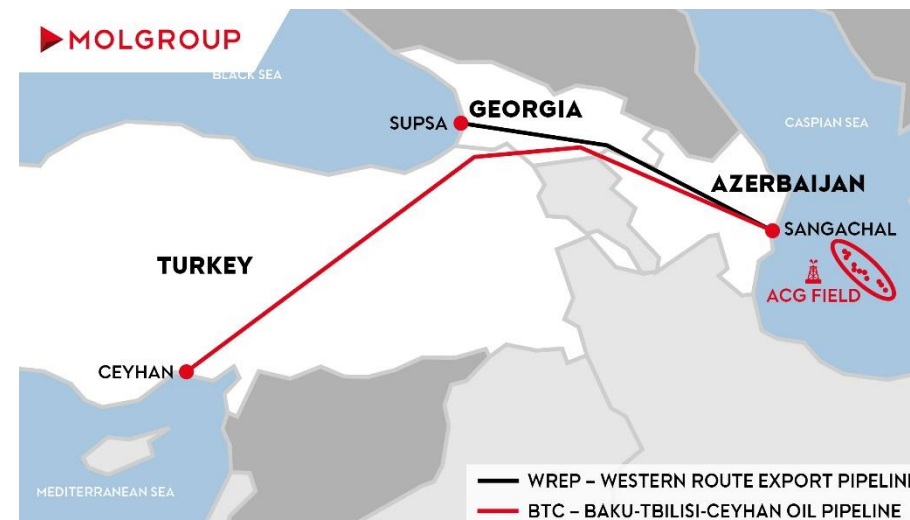 MOLGROUP
BLACK SEA
GEORGIA
SUPSA
CASPIAN SEA
AZERBAIJAN
SANGACHAL
TURKEY
ACG FIELD
CEYHAN
MEDITERRANEAN SEA
WREP – WESTERN ROUTE EXPORT PIPELINE
BTC – BAKU-TBILISI-CEYHAN OIL PIPELINE